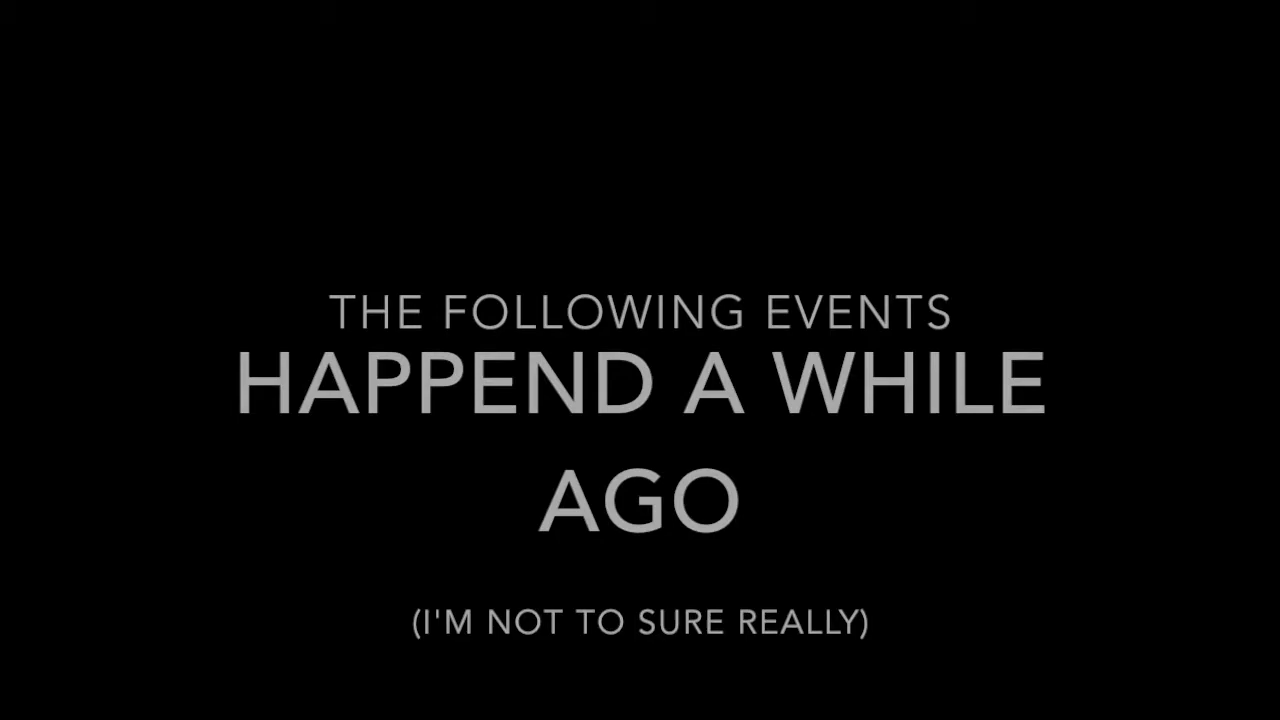 THE FOLLOWING EVENTS
HAPPEND A WHILE
AGO
(I'M NOT TO SURE REALLY)